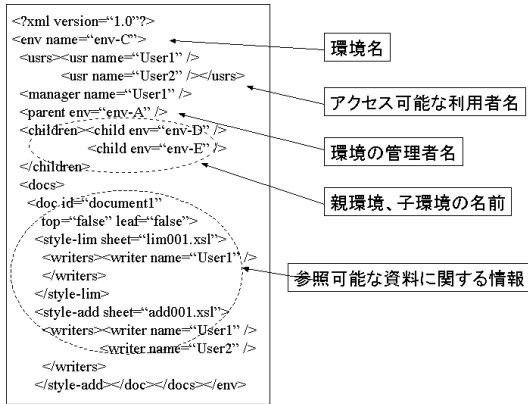 <?xml version=“1.0”?>
<env name=“env-C”>
<usrs><usr name=“User1” />
<usr name=“User2” /></usrs>
<manager name=“User1” />
<parent env=“env-A” />
<children><child env=“env-D” />
<child env=“env-E” />
</children>
<docs>
<doc id=“document1”
top=“false” leaf=“false”>
<style-lim sheet=“lim001.xsl”>
<writers><writer name=“User1” />
</writers>
</style-lim>
<style-add sheet=“add001.xsl”>
<writers><writer name=“User1” />
<writer name=“User2” />
</writers>
</style-add></doc></docs></env>
環境名
アクセス可能な利用者名
環境の管理者名
親環境、子環境の名前
参照可能な資料に関する情報